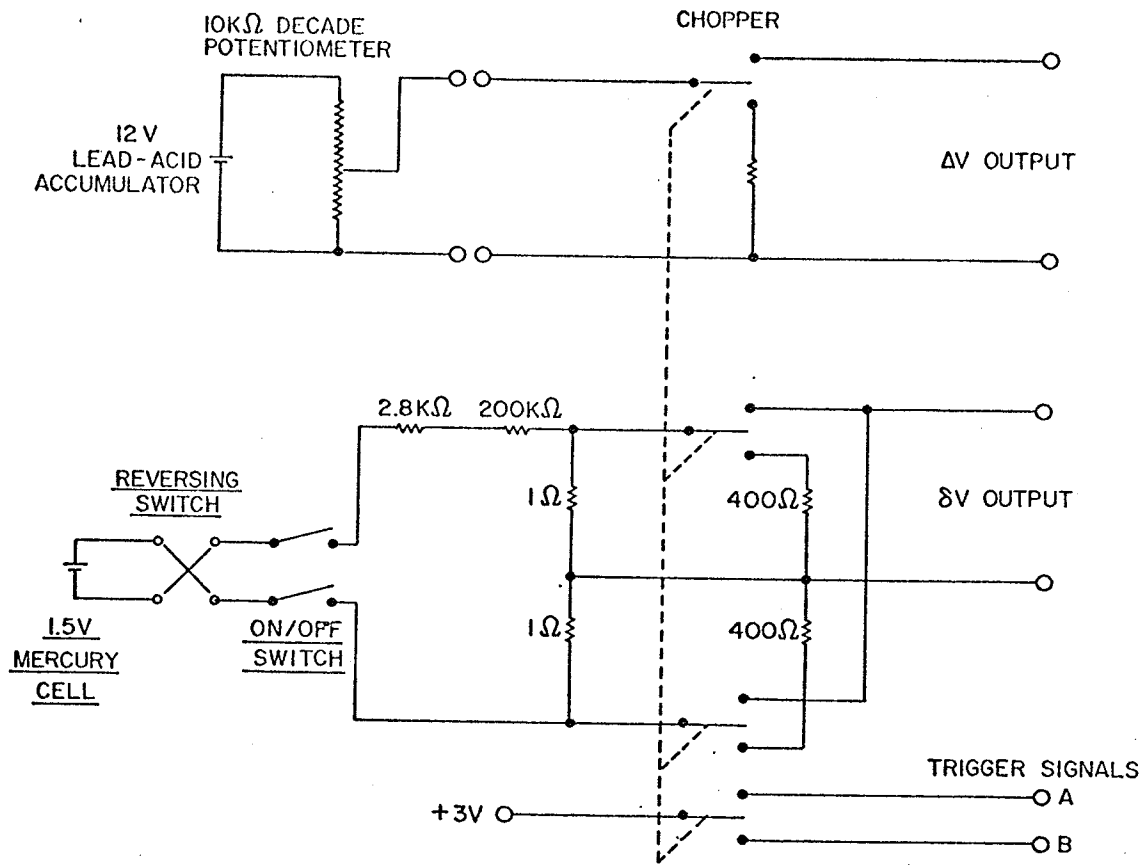 10KΩ DECADE
POTENTIOMETER
CHOPPER
12V
LEAD-ACID
ACCUMULATOR
ΔV OUTPUT
2.8KΩ
200KΩ
REVERSING
SWITCH
1Ω
400Ω
δV OUTPUT
1Ω
400Ω
1.5V
MERCURY
CELL
ON/OFF
SWITCH
TRIGGER SIGNALS
+3V
A
B